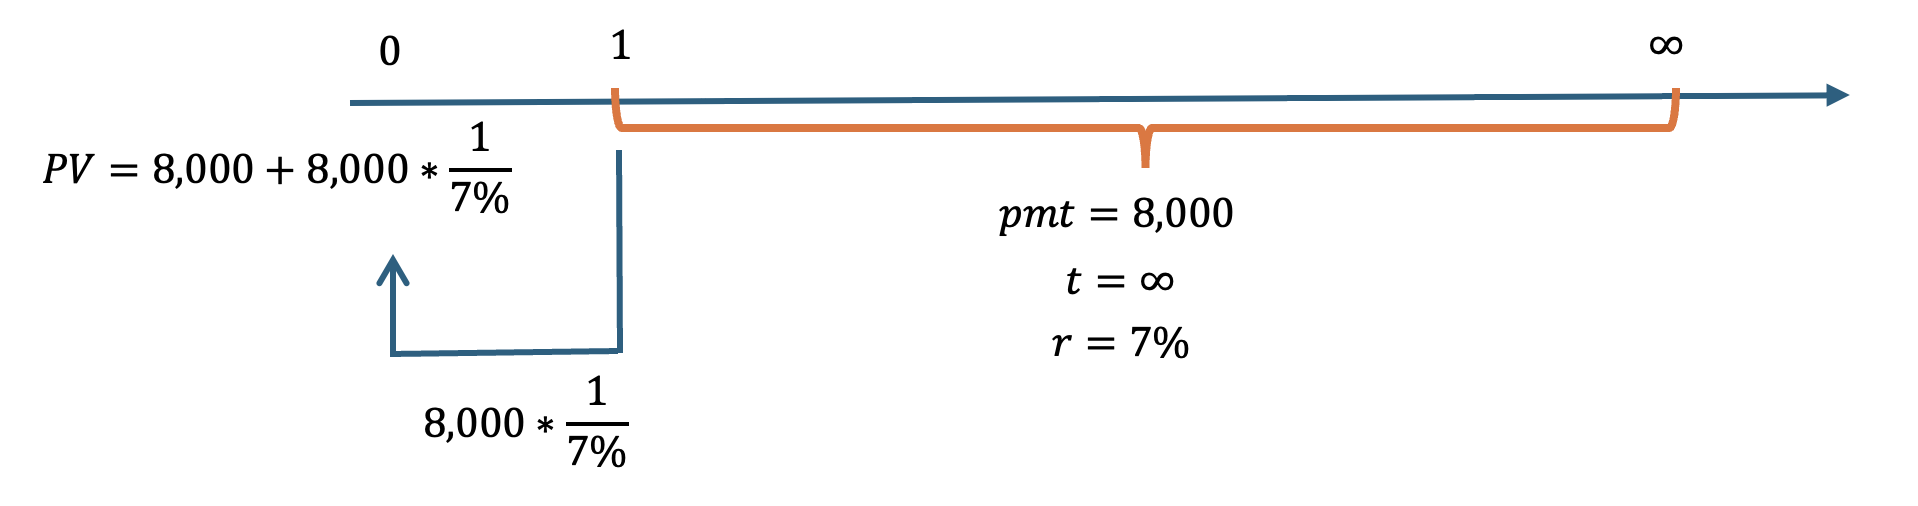 0 1 ∞
PV = 8,000 + 8,000 * 1/7%
pmt = 8,000
t = ∞
r = 7%
8,000 * 1/7%